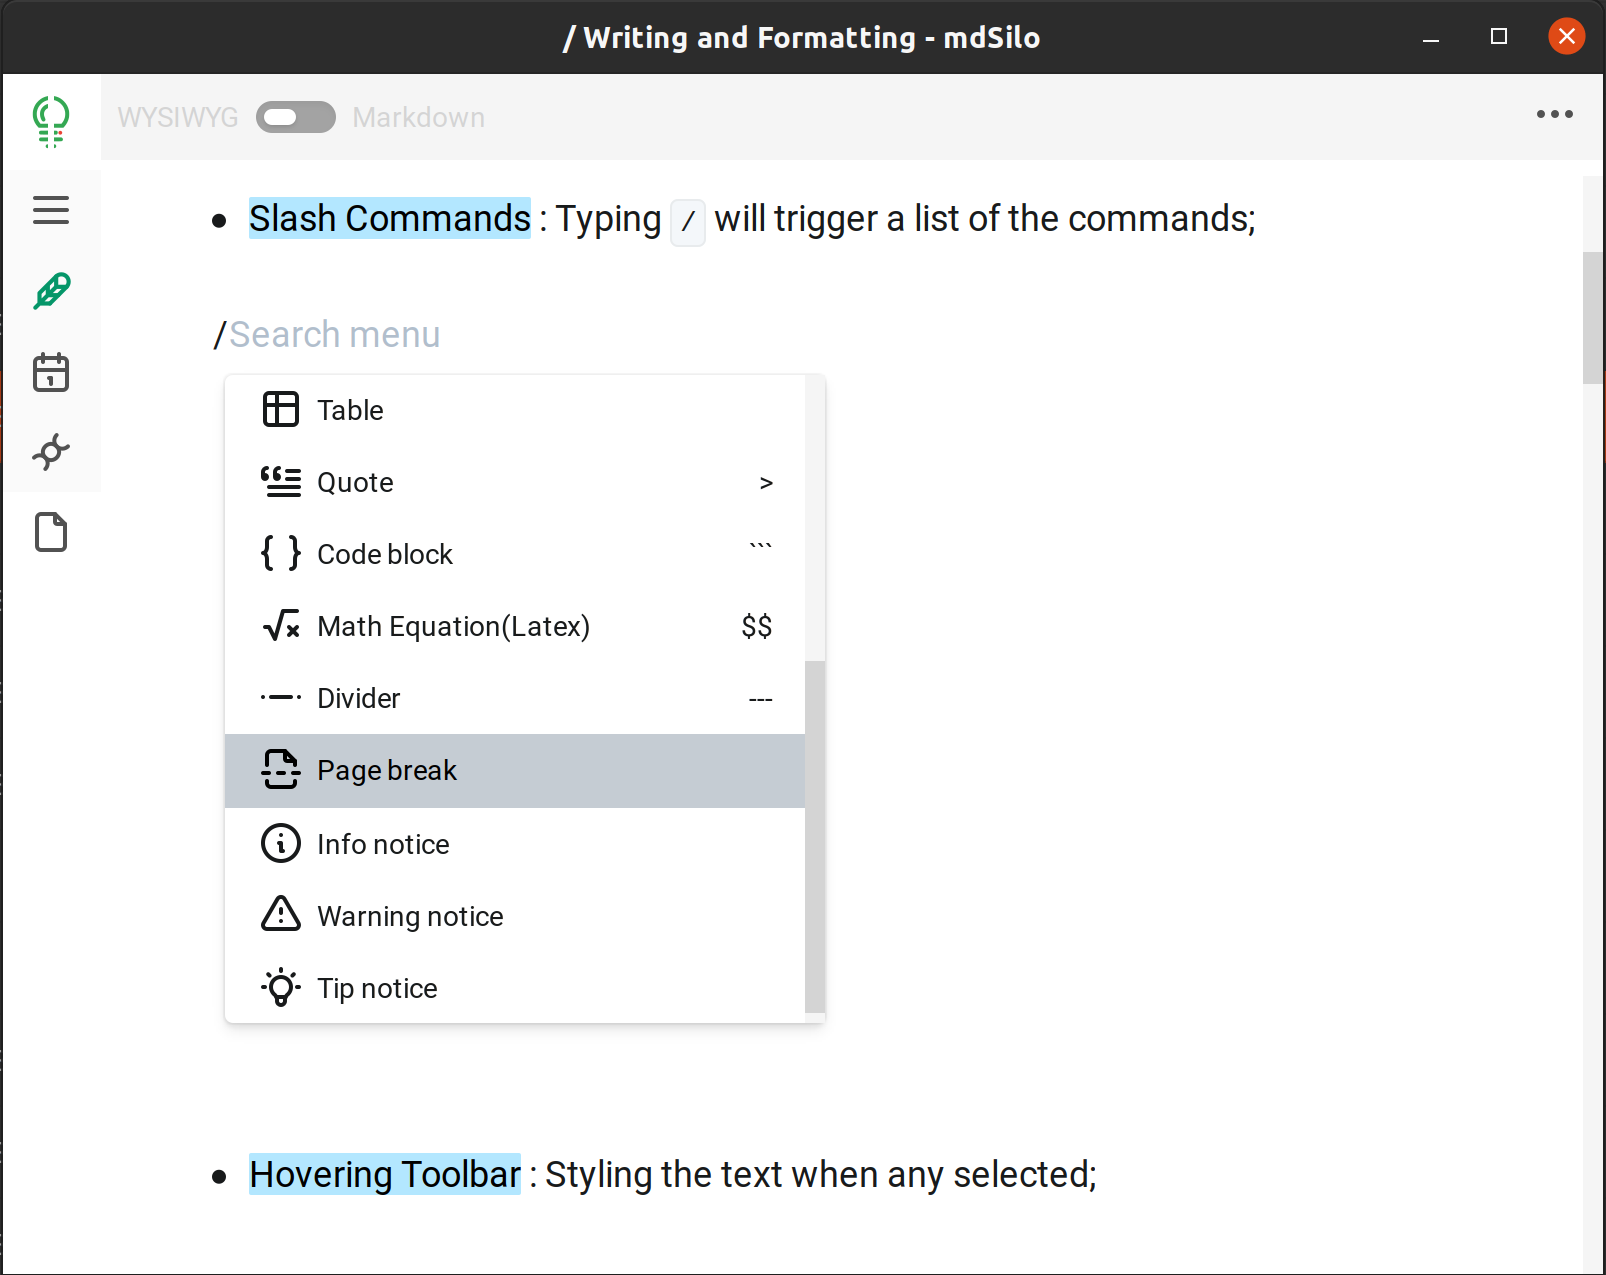 / Writing and Formatting - mdSilo
WYSIWYG Markdown
• Slash Commands : Typing / will trigger a list of the commands;
/Search menu
Table
Quote >
Code block ```
Math Equation(Latex) $$
Divider ---
Page break
Info notice
Warning notice
Tip notice
• Hovering Toolbar : Styling the text when any selected;